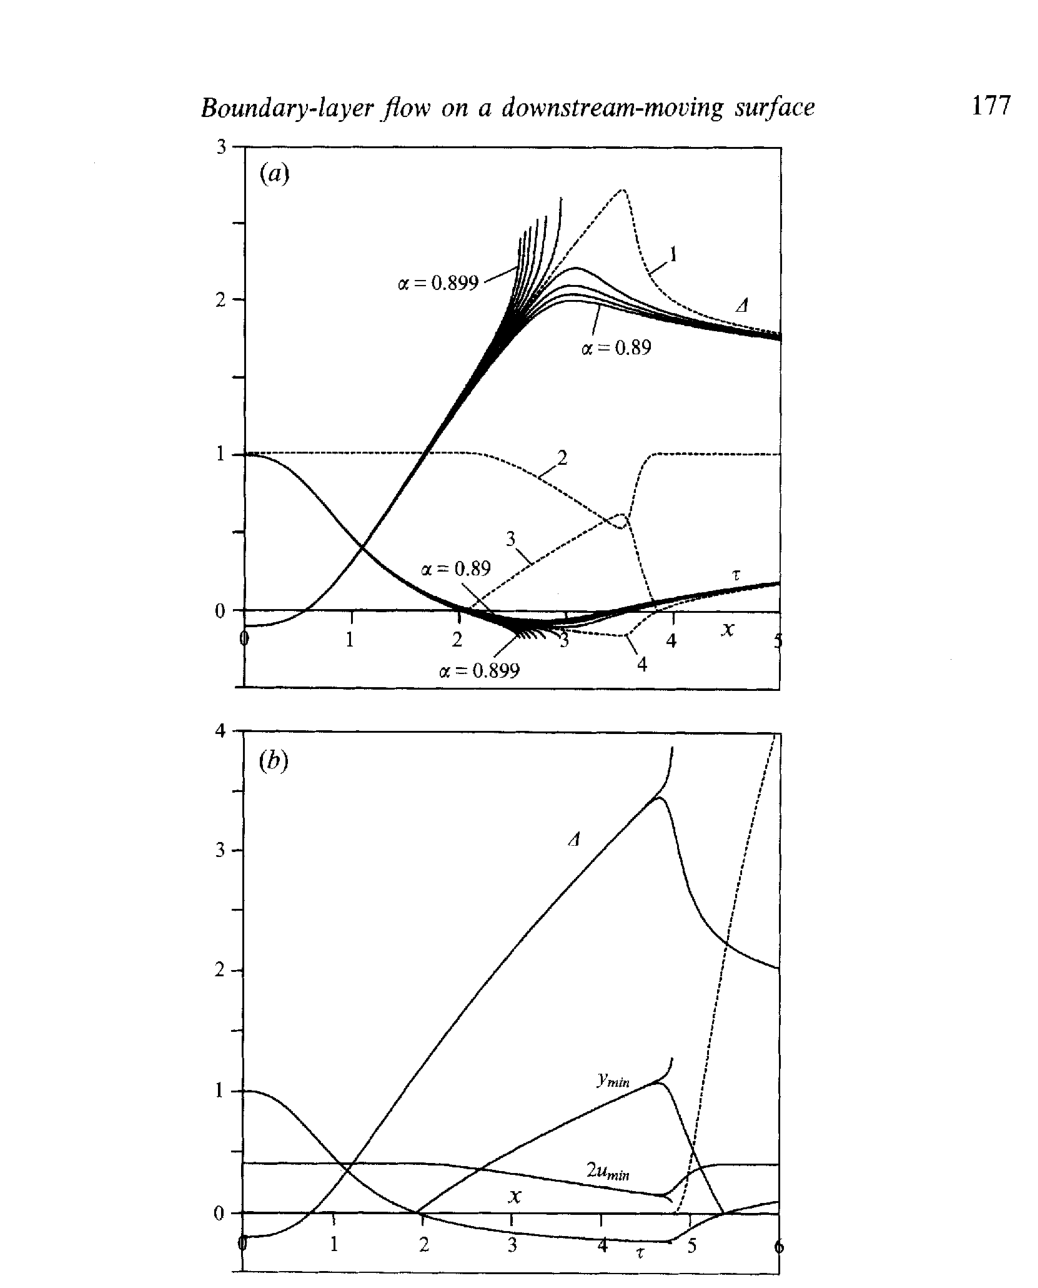 Boundary-layer flow on a downstream-moving surface 177
3
(a)
1
α = 0.899
2
Δ
α = 0.89
1
2
3
α = 0.89
τ
0
0 1 2 3 4 x 5
α = 0.899
4
4
(b)
3
Δ
2
1
y_min
2u_min
x
0
0 1 2 3 4 τ 5 6